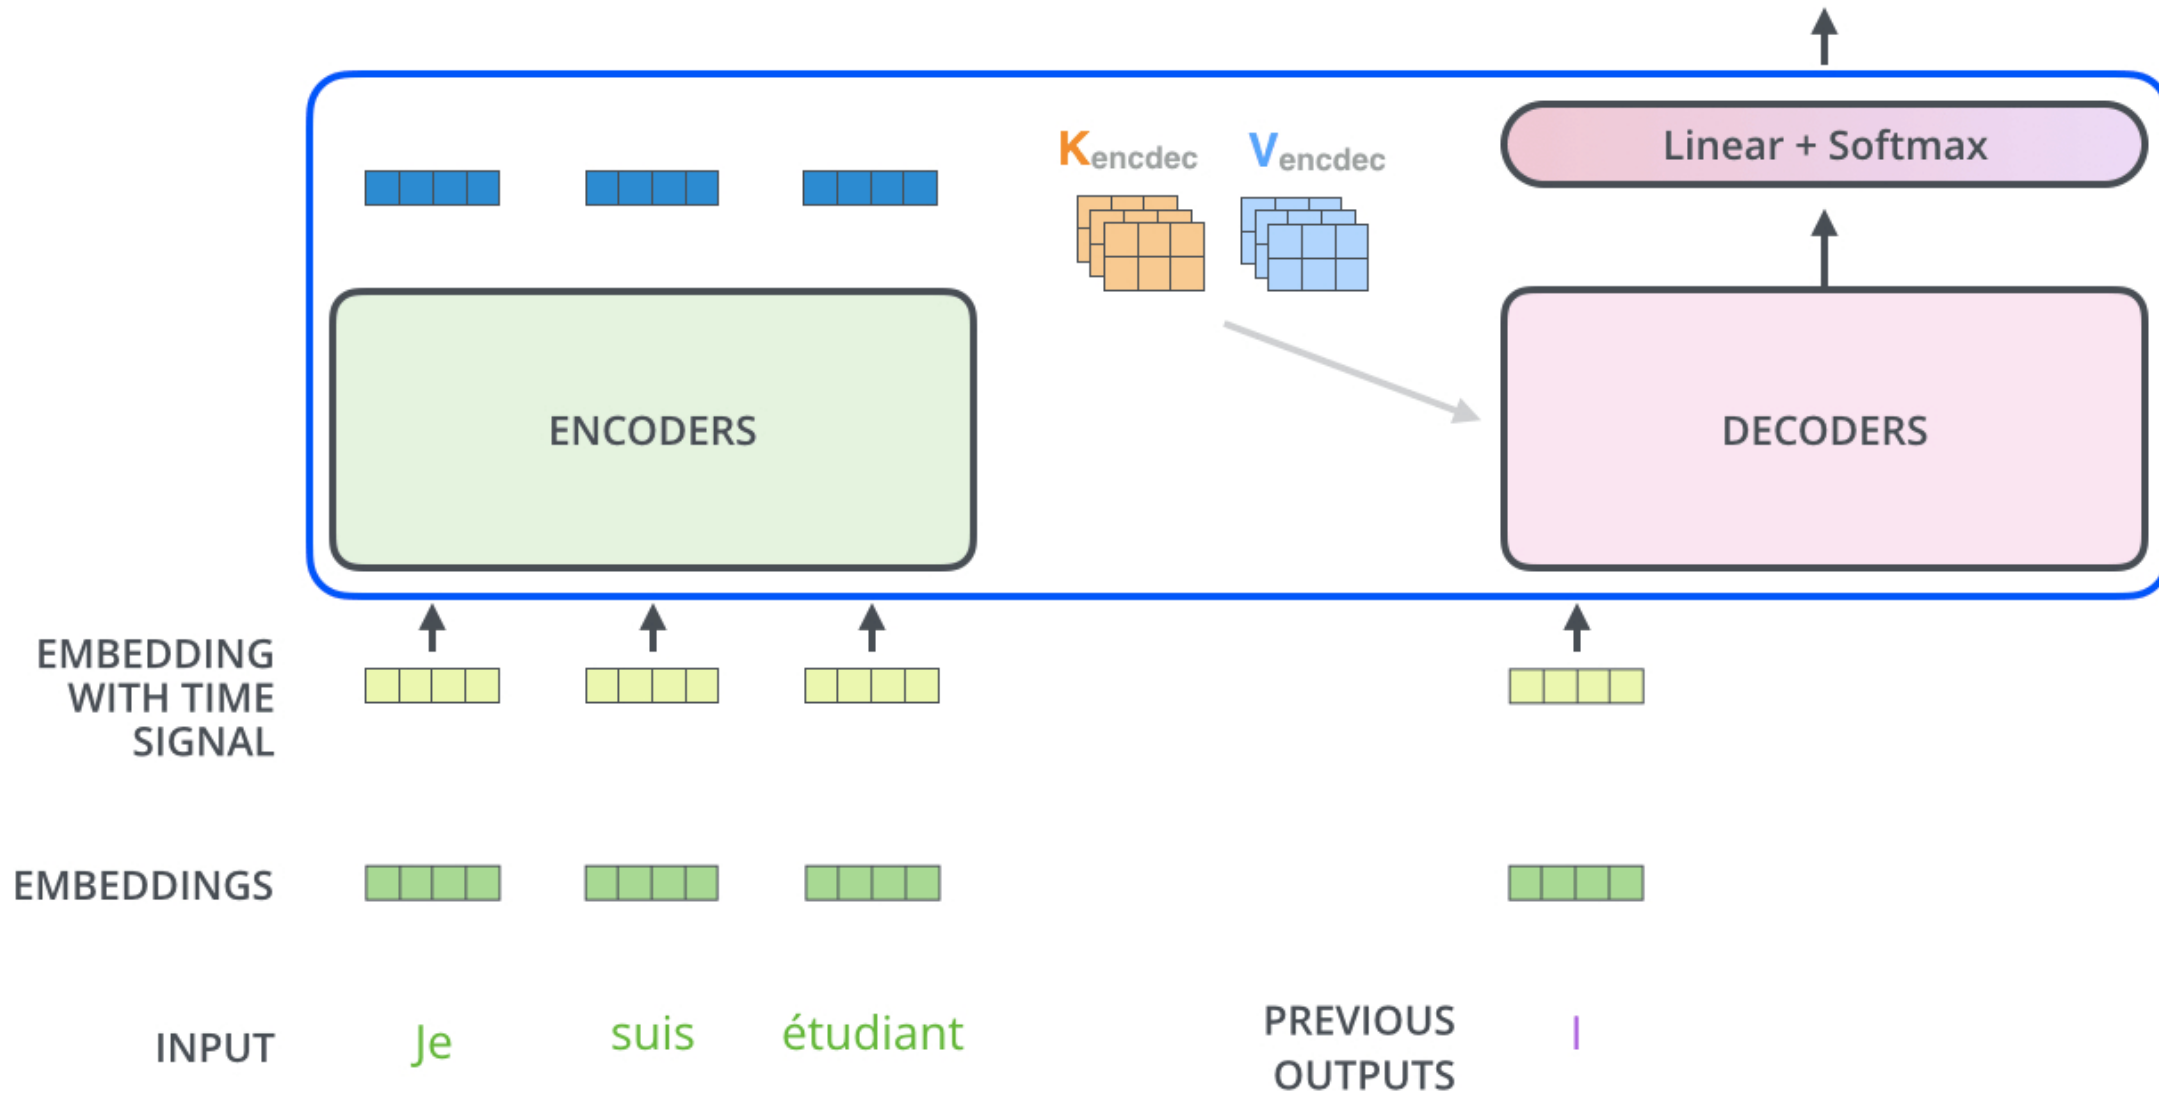 Kencdec
Vencdec
Linear + Softmax
ENCODERS
DECODERS
EMBEDDING
WITH TIME
SIGNAL
EMBEDDINGS
INPUT
Je
suis
étudiant
PREVIOUS
OUTPUTS
I